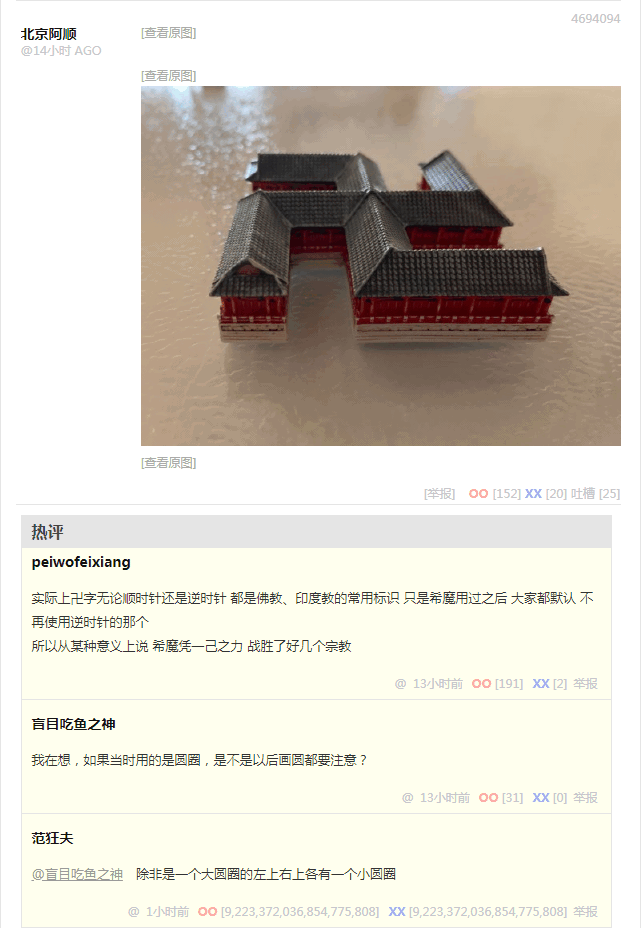 4694094
北京阿顺
@14小时 AGO
[查看原图]
[查看原图]
[查看原图]
[举报] OO [152] XX [20] 吐槽 [25]
热评
peiwofeixiang
实际上卍字无论顺时针还是逆时针 都是佛教、印度教的常用标识 只是希魔用过之后 大家都默认 不
再使用逆时针的那个
所以从某种意义上说 希魔凭一己之力 战胜了好几个宗教
@ 13小时前 OO [191] XX [2] 举报
盲目吃鱼之神
我在想，如果当时用的是圆圈，是不是以后画圆都要注意？
@ 13小时前 OO [31] XX [0] 举报
范狂夫
@盲目吃鱼之神 除非是一个大圆圈的左上右上各有一个小圆圈
@ 1小时前 OO [9,223,372,036,854,775,808] XX [9,223,372,036,854,775,808] 举报